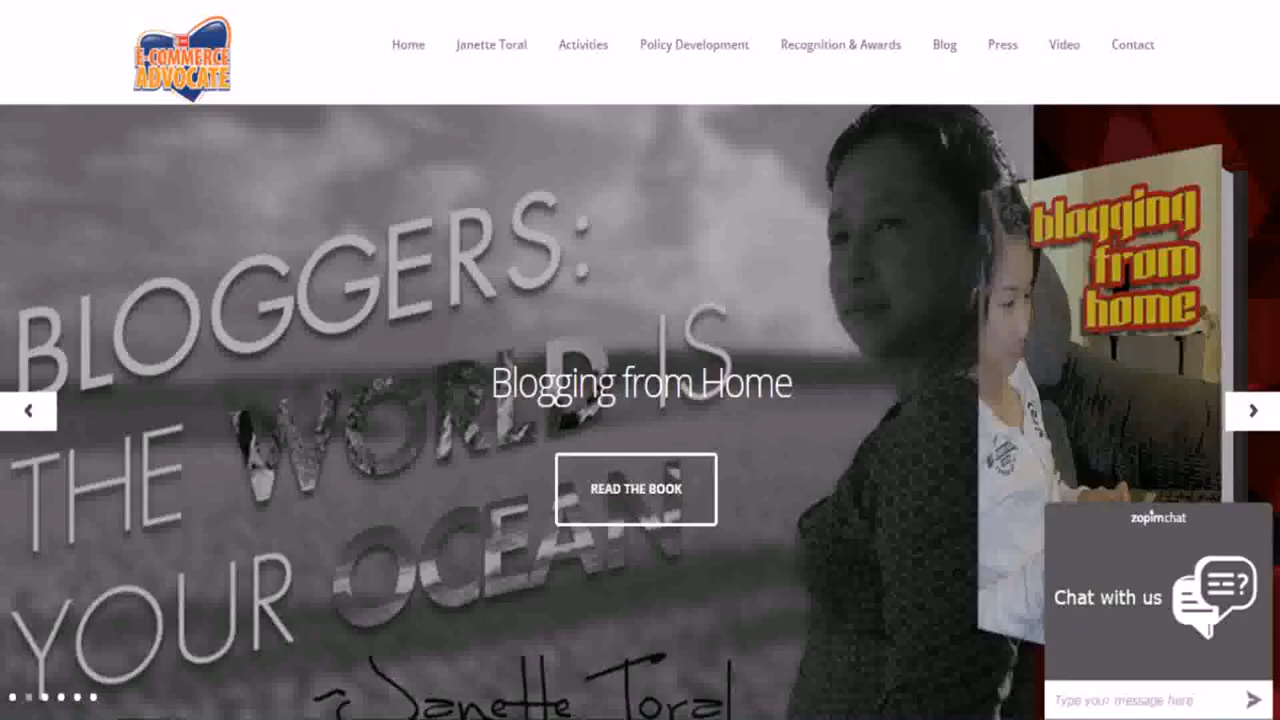 E-COMMERCE
ADVOCATE
Home Janette Toral Activities Policy Development Recognition & Awards Blog Press Video Contact
BLOGGERS:
THE WORLD IS
YOUR OCEAN
~ Janette Toral
Blogging from Home
READ THE BOOK
blogging
from
home
zopim chat
Chat with us
Type your message here